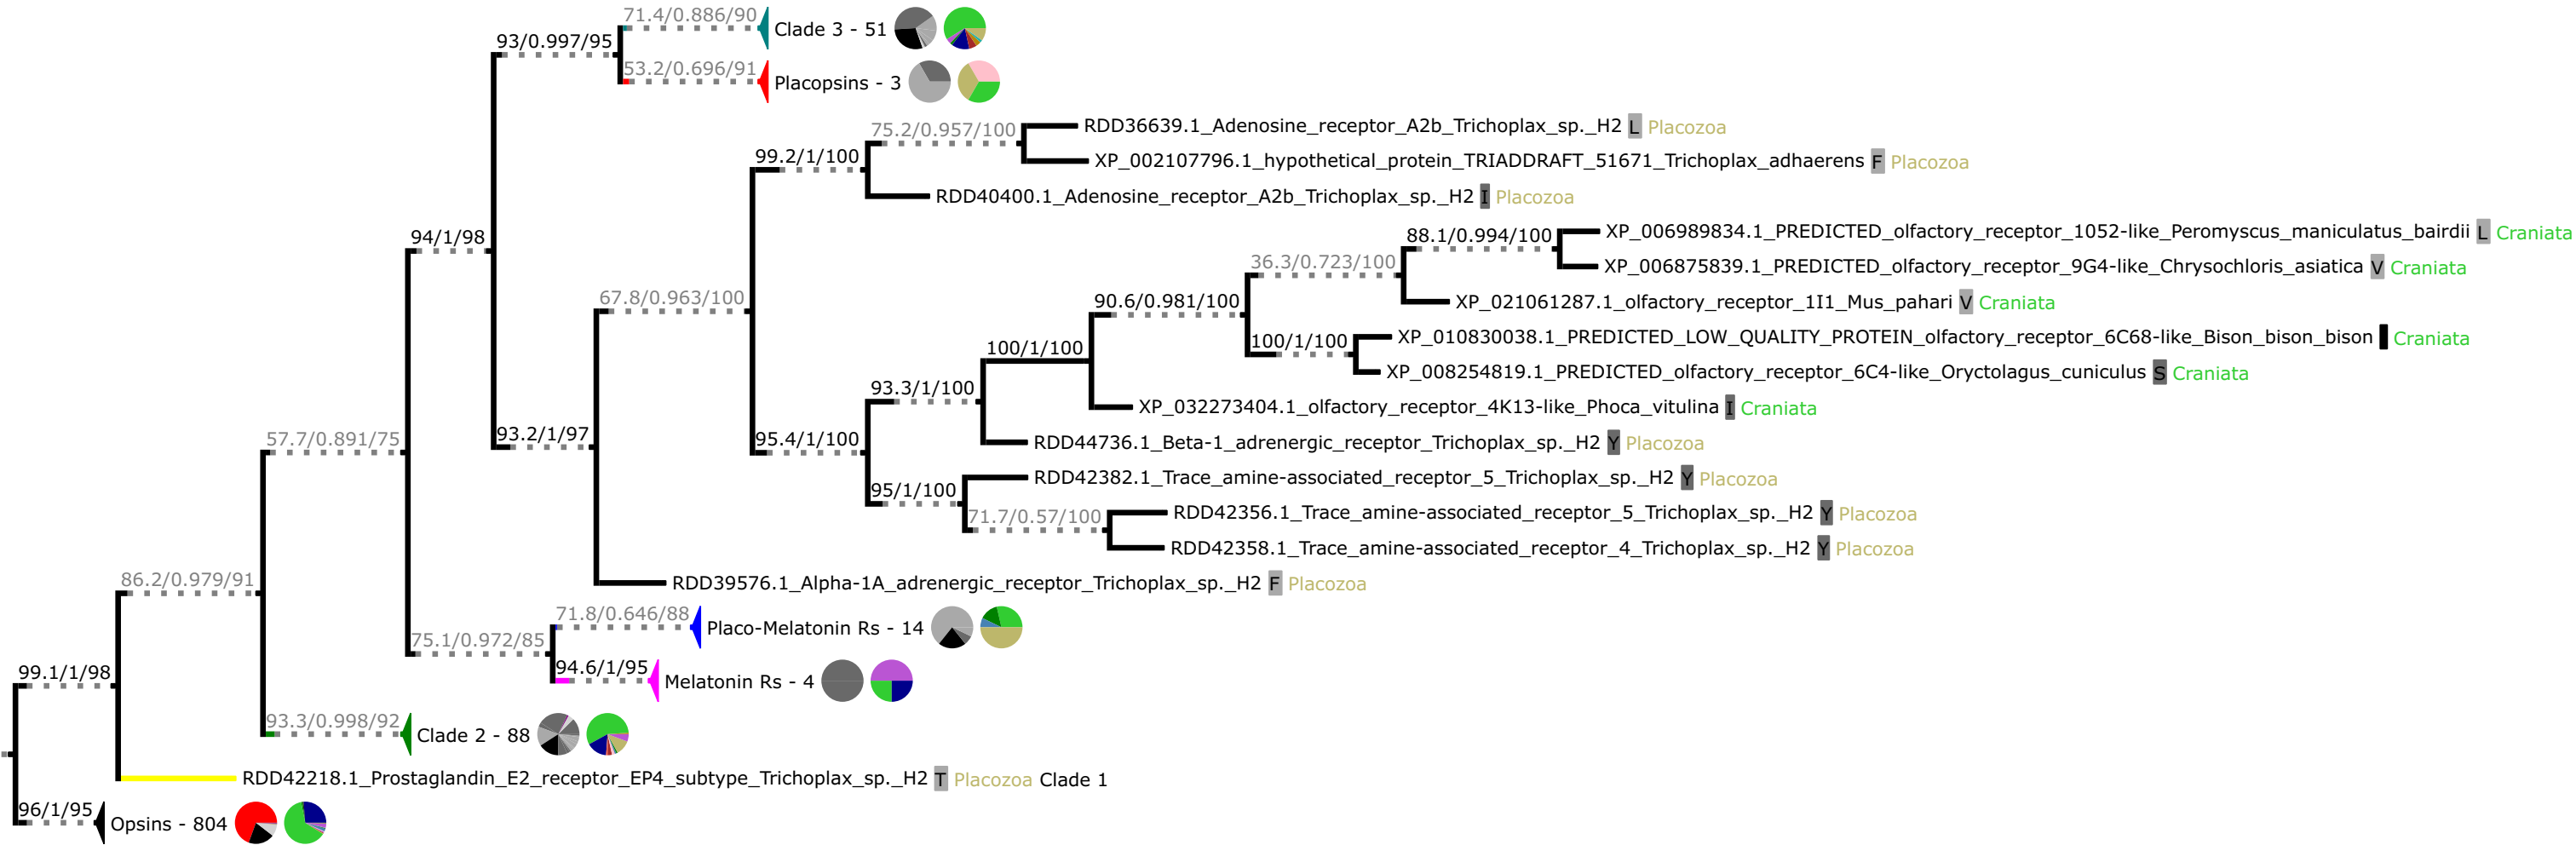 71.4/0.886/90
Clade 3 - 51
93/0.997/95
53.2/0.696/91
Placopsins - 3
RDD36639.1_Adenosine_receptor_A2b_Trichoplax_sp._H2 L Placozoa
75.2/0.957/100
99.2/1/100
XP_002107796.1_hypothetical_protein_TRIADDRAFT_51671_Trichoplax_adhaerens F Placozoa
RDD40400.1_Adenosine_receptor_A2b_Trichoplax_sp._H2 I Placozoa
94/1/98
88.1/0.994/100
XP_006989834.1_PREDICTED_olfactory_receptor_1052-like_Peromyscus_maniculatus_bairdii L Craniata
36.3/0.723/100
XP_006875839.1_PREDICTED_olfactory_receptor_9G4-like_Chrysochloris_asiatica V Craniata
67.8/0.963/100
90.6/0.981/100
XP_021061287.1_olfactory_receptor_1I1_Mus_pahari V Craniata
100/1/100
100/1/100
XP_010830038.1_PREDICTED_LOW_QUALITY_PROTEIN_olfactory_receptor_6C68-like_Bison_bison_bison Craniata
XP_008254819.1_PREDICTED_olfactory_receptor_6C4-like_Oryctolagus_cuniculus S Craniata
93.3/1/100
XP_032273404.1_olfactory_receptor_4K13-like_Phoca_vitulina I Craniata
57.7/0.891/75
93.2/1/97
95.4/1/100
RDD44736.1_Beta-1_adrenergic_receptor_Trichoplax_sp._H2 Y Placozoa
95/1/100
RDD42382.1_Trace_amine-associated_receptor_5_Trichoplax_sp._H2 Y Placozoa
71.7/0.57/100
RDD42356.1_Trace_amine-associated_receptor_5_Trichoplax_sp._H2 Y Placozoa
RDD42358.1_Trace_amine-associated_receptor_4_Trichoplax_sp._H2 Y Placozoa
86.2/0.979/91
RDD39576.1_Alpha-1A_adrenergic_receptor_Trichoplax_sp._H2 F Placozoa
71.8/0.646/88
Placo-Melatonin Rs - 14
75.1/0.972/85
99.1/1/98
94.6/1/95
Melatonin Rs - 4
93.3/0.998/92
Clade 2 - 88
RDD42218.1_Prostaglandin_E2_receptor_EP4_subtype_Trichoplax_sp._H2 T Placozoa Clade 1
96/1/95
Opsins - 804